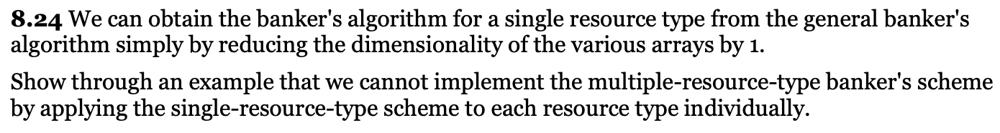 8.24 We can obtain the banker's algorithm for a single resource type from the general banker's
algorithm simply by reducing the dimensionality of the various arrays by 1.
Show through an example that we cannot implement the multiple-resource-type banker's scheme
by applying the single-resource-type scheme to each resource type individually.